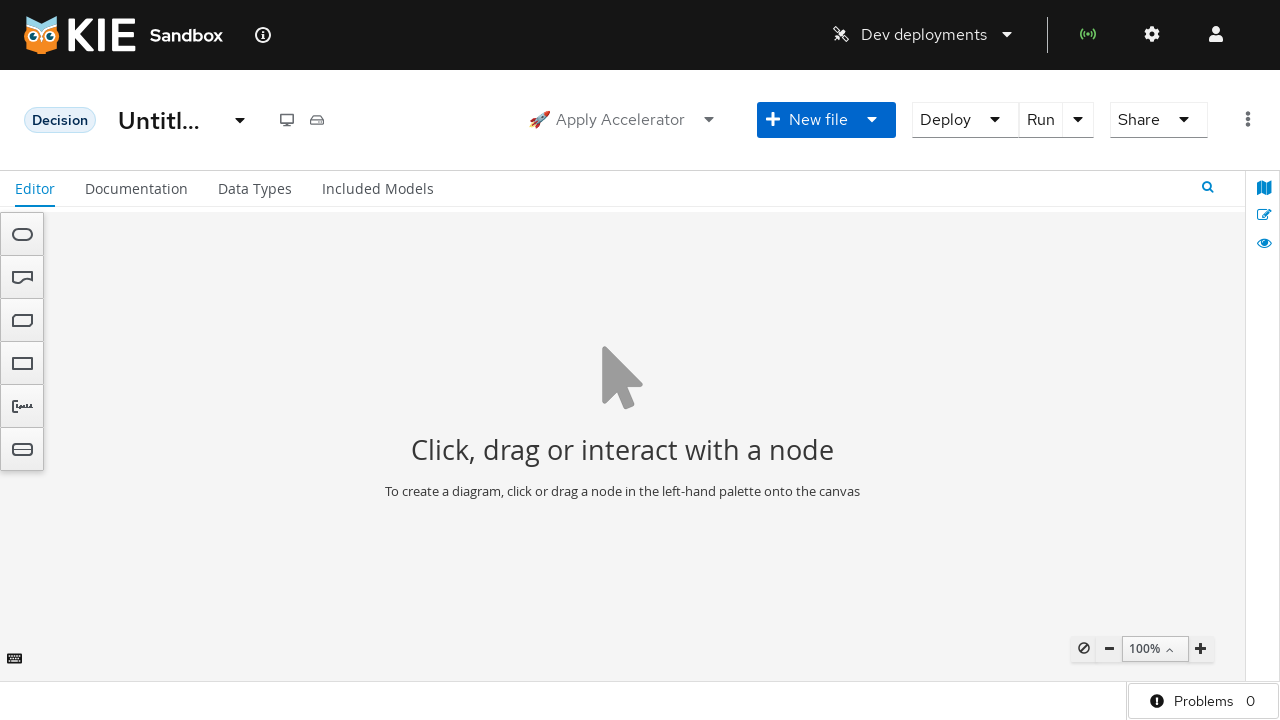 KIE Sandbox
Dev deployments
Decision
Untitl...
🚀 Apply Accelerator
New file
Deploy
Run
Share
Editor
Documentation
Data Types
Included Models
Click, drag or interact with a node
To create a diagram, click or drag a node in the left-hand palette onto the canvas
100%
Problems 0